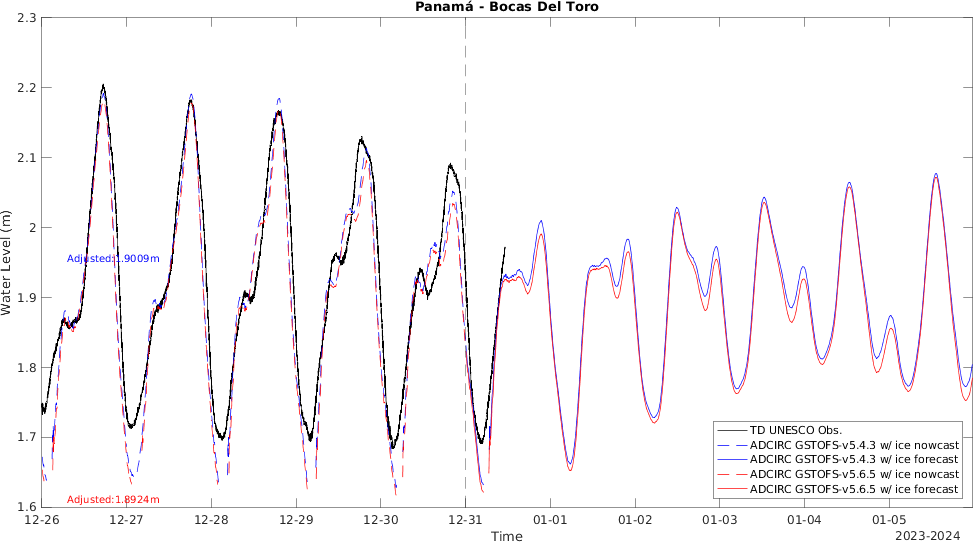 Panamá - Bocas Del Toro
Water Level (m)
2.3
2.2
2.1
2
1.9
1.8
1.7
1.6
Adjusted:1.9009m
Adjusted:1.8924m
TD UNESCO Obs.
ADCIRC GSTOFS-v5.4.3 w/ ice nowcast
ADCIRC GSTOFS-v5.4.3 w/ ice forecast
ADCIRC GSTOFS-v5.6.5 w/ ice nowcast
ADCIRC GSTOFS-v5.6.5 w/ ice forecast
12-26 12-27 12-28 12-29 12-30 12-31 01-01 01-02 01-03 01-04 01-05
Time
2023-2024